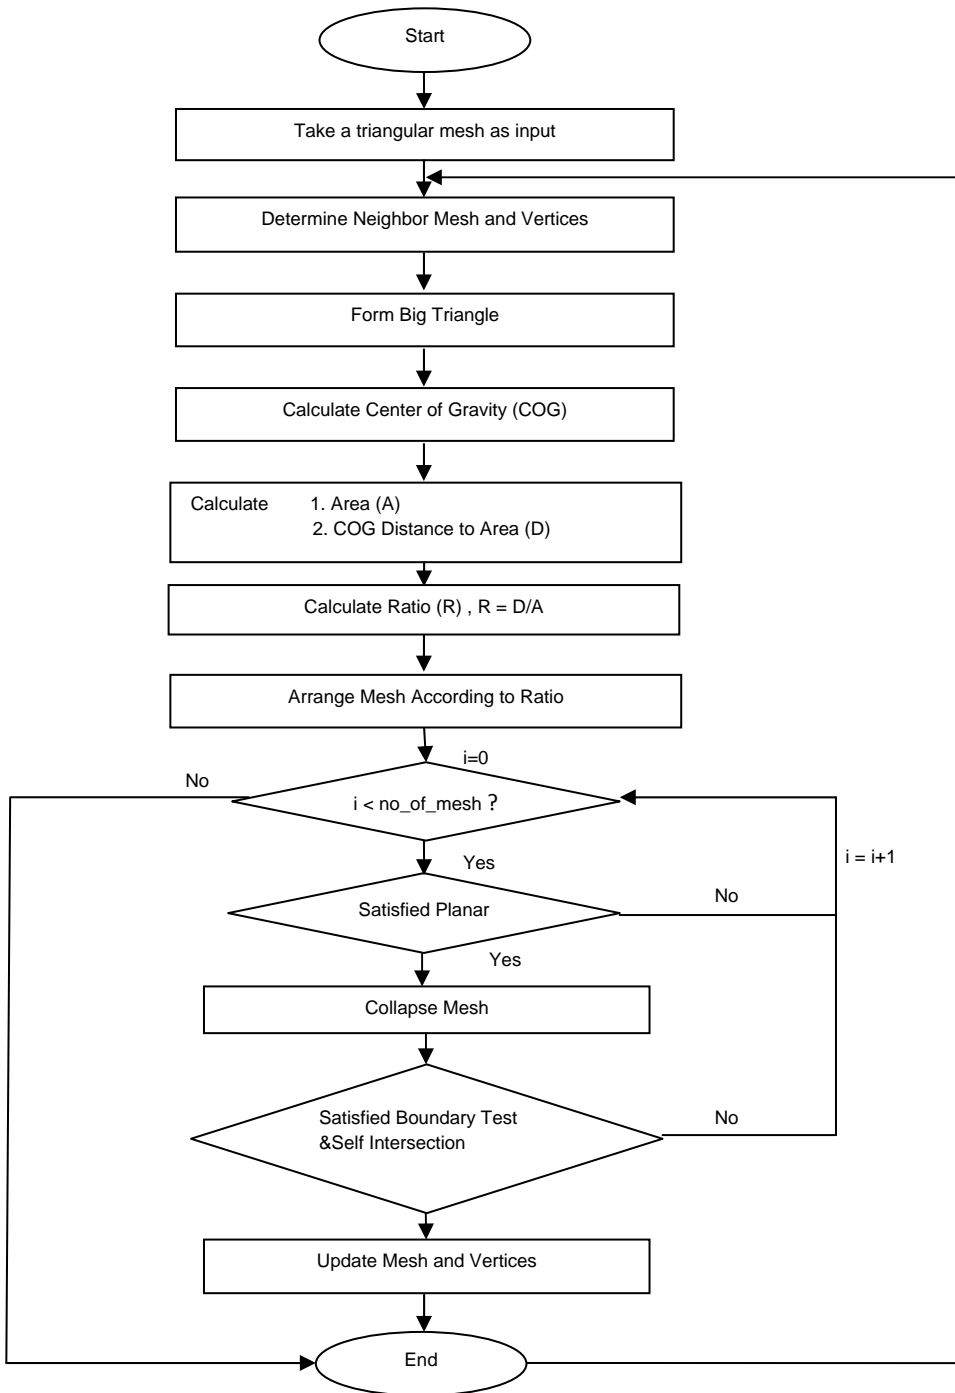 Start
Take a triangular mesh as input
Determine Neighbor Mesh and Vertices
Form Big Triangle
Calculate Center of Gravity (COG)
Calculate 1. Area (A)
2. COG Distance to Area (D)
Calculate Ratio (R) , R = D/A
Arrange Mesh According to Ratio
i=0
No
i < no_of_mesh ?
i = i+1
Yes
Satisfied Planar
No
Yes
Collapse Mesh
Satisfied Boundary Test
&Self Intersection
No
Update Mesh and Vertices
End